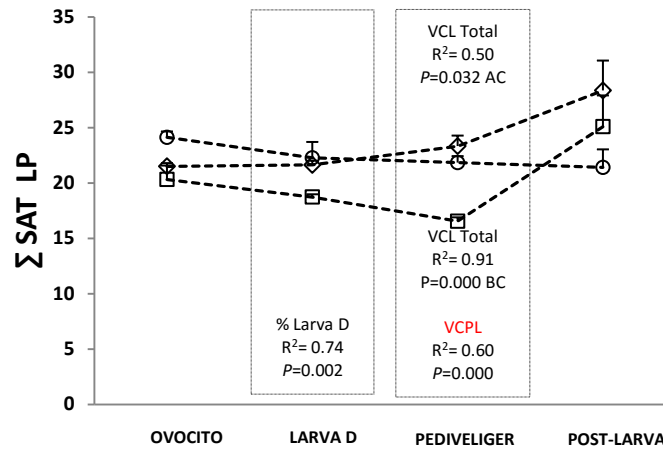 35
30
25
20
15
10
5
0
∑ SAT LP
VCL Total
R²= 0.50
P=0.032 AC
VCL Total
R²= 0.91
P=0.000 BC
% Larva D
R²= 0.74
P=0.002
VCPL
R²= 0.60
P=0.000
OVOCITO LARVA D PEDIVELIGER POST-LARVA